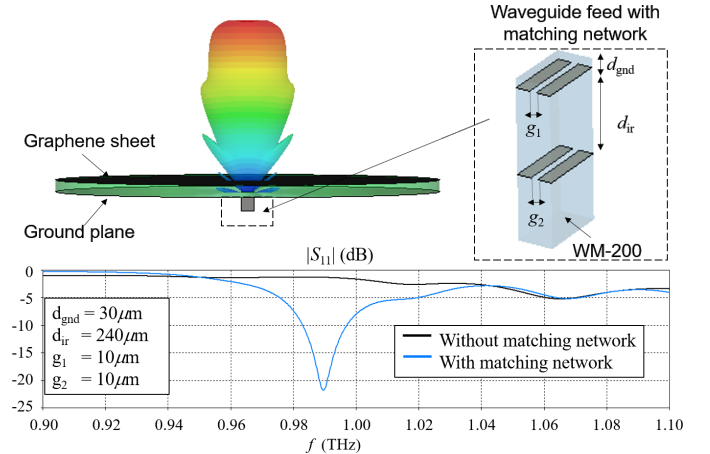 Waveguide feed with
matching network
d_gnd
d_ir
g_1
g_2
WM-200
Graphene sheet
Ground plane
|S_11| (dB)
0
-5
-10
-15
-20
-25
d_gnd = 30μm
d_ir = 240μm
g_1 = 10μm
g_2 = 10μm
Without matching network
With matching network
0.90 0.92 0.94 0.96 0.98 1.00 1.02 1.04 1.06 1.08 1.10
f (THz)